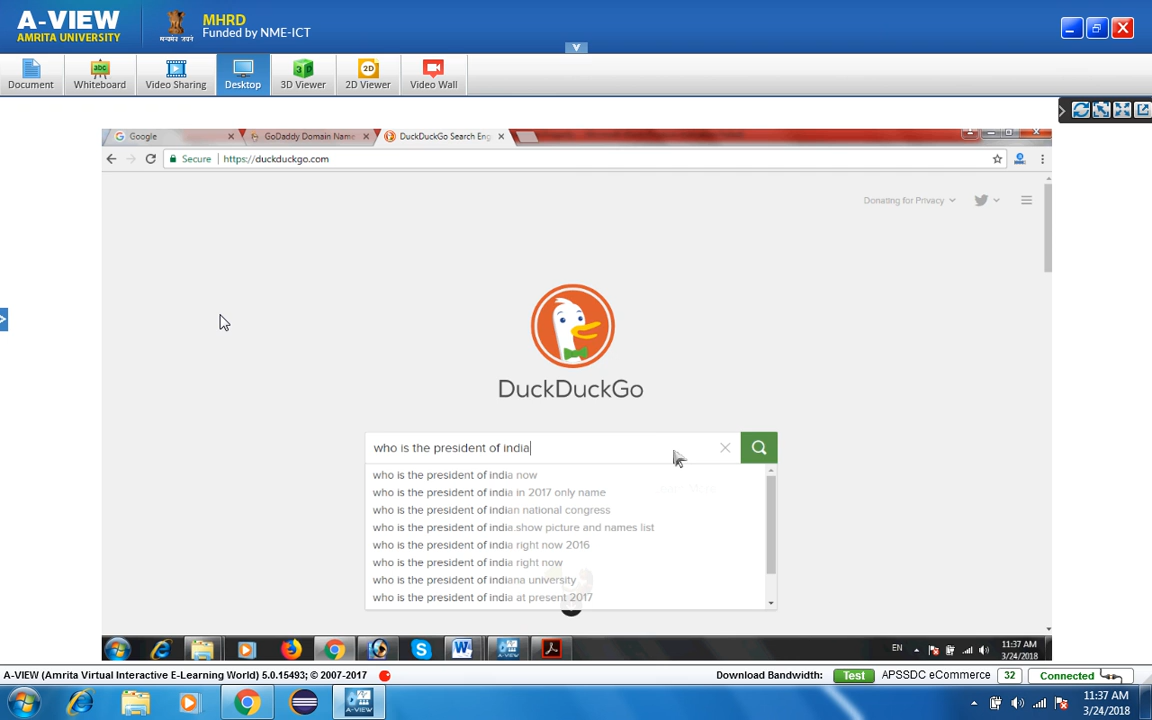 A-VIEW
AMRITA UNIVERSITY
MHRD
Funded by NME-ICT
Document
Whiteboard
Video Sharing
Desktop
3D Viewer
2D Viewer
Video Wall
Google
GoDaddy Domain Name
DuckDuckGo Search Eng
Secure
https://duckduckgo.com
Donating for Privacy
DuckDuckGo
who is the president of india
who is the president of india now
who is the president of india in 2017 only name
who is the president of indian national congress
who is the president of india.show picture and names list
who is the president of india right now 2016
who is the president of india right now
who is the president of indiana university
who is the president of india at present 2017
EN
11:37 AM
3/24/2018
A-VIEW (Amrita Virtual Interactive E-Learning World) 5.0.15493; © 2007-2017
Download Bandwidth:
Test
APSSDC eCommerce
32
Connected
11:37 AM
3/24/2018